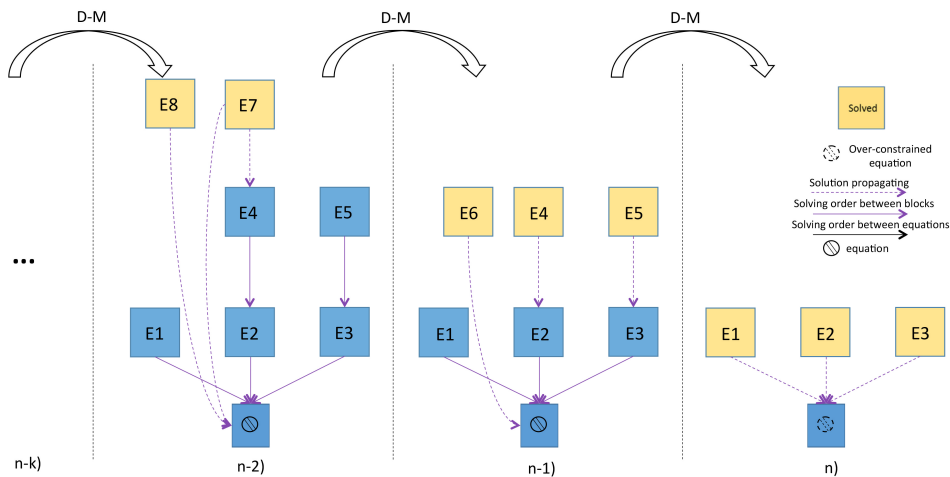 D-M
D-M
D-M
E8
E7
Solved
Over-constrained
equation
Solution propagating
Solving order between blocks
Solving order between equations
equation
E4
E5
E6
E4
E5
...
E1
E2
E3
E1
E2
E3
E1
E2
E3
n-k)
n-2)
n-1)
n)